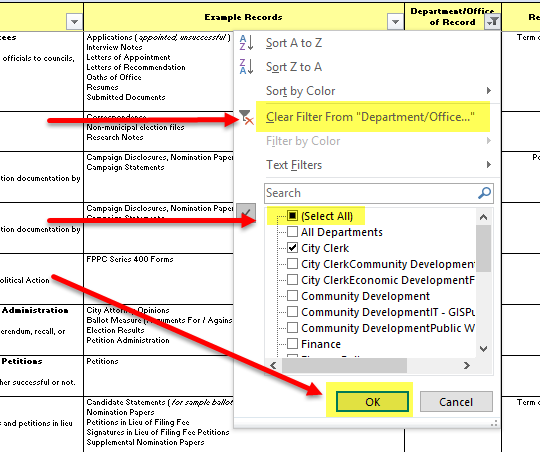 Example Records
Department/Office
of Record
Re
tees
officials to councils,
Applications ( appointed, unsuccessful )
Interview Notes
Letters of Appointment
Letters of Recommendation
Oaths of Office
Resumes
Submitted Documents
Term o
Correspondence
Non-municipal election files
Research Notes
tion documentation by
Campaign Disclosures, Nomination Pape
Campaign Statements
Po
tion documentation by
Campaign Disclosures, Nomination Pape
Campaign Statements
olitical Action
FPPC Series 400 Forms
Administration
erendum, recall, or
City Attorney Opinions
Ballot Measure (Arguments For / Agains
Election Results
Petition Administration
Petitions
her successful or not.
Petitions
s and petitions in lieu
Candidate Statements ( for sample ballot
Nomination Papers
Petitions in Lieu of Filing Fee
Signatures in Lieu of Filing Fee
Supplemental Nomination Papers
Term o
Sort A to Z
Sort Z to A
Sort by Color
Clear Filter From "Department/Office..."
Filter by Color
Text Filters
Search
(Select All)
All Departments
City Clerk
City ClerkCommunity Development
City ClerkEconomic DevelopmentF
Community Development
Community DevelopmentIT - GISPu
Community DevelopmentPublic W
Finance
OK
Cancel